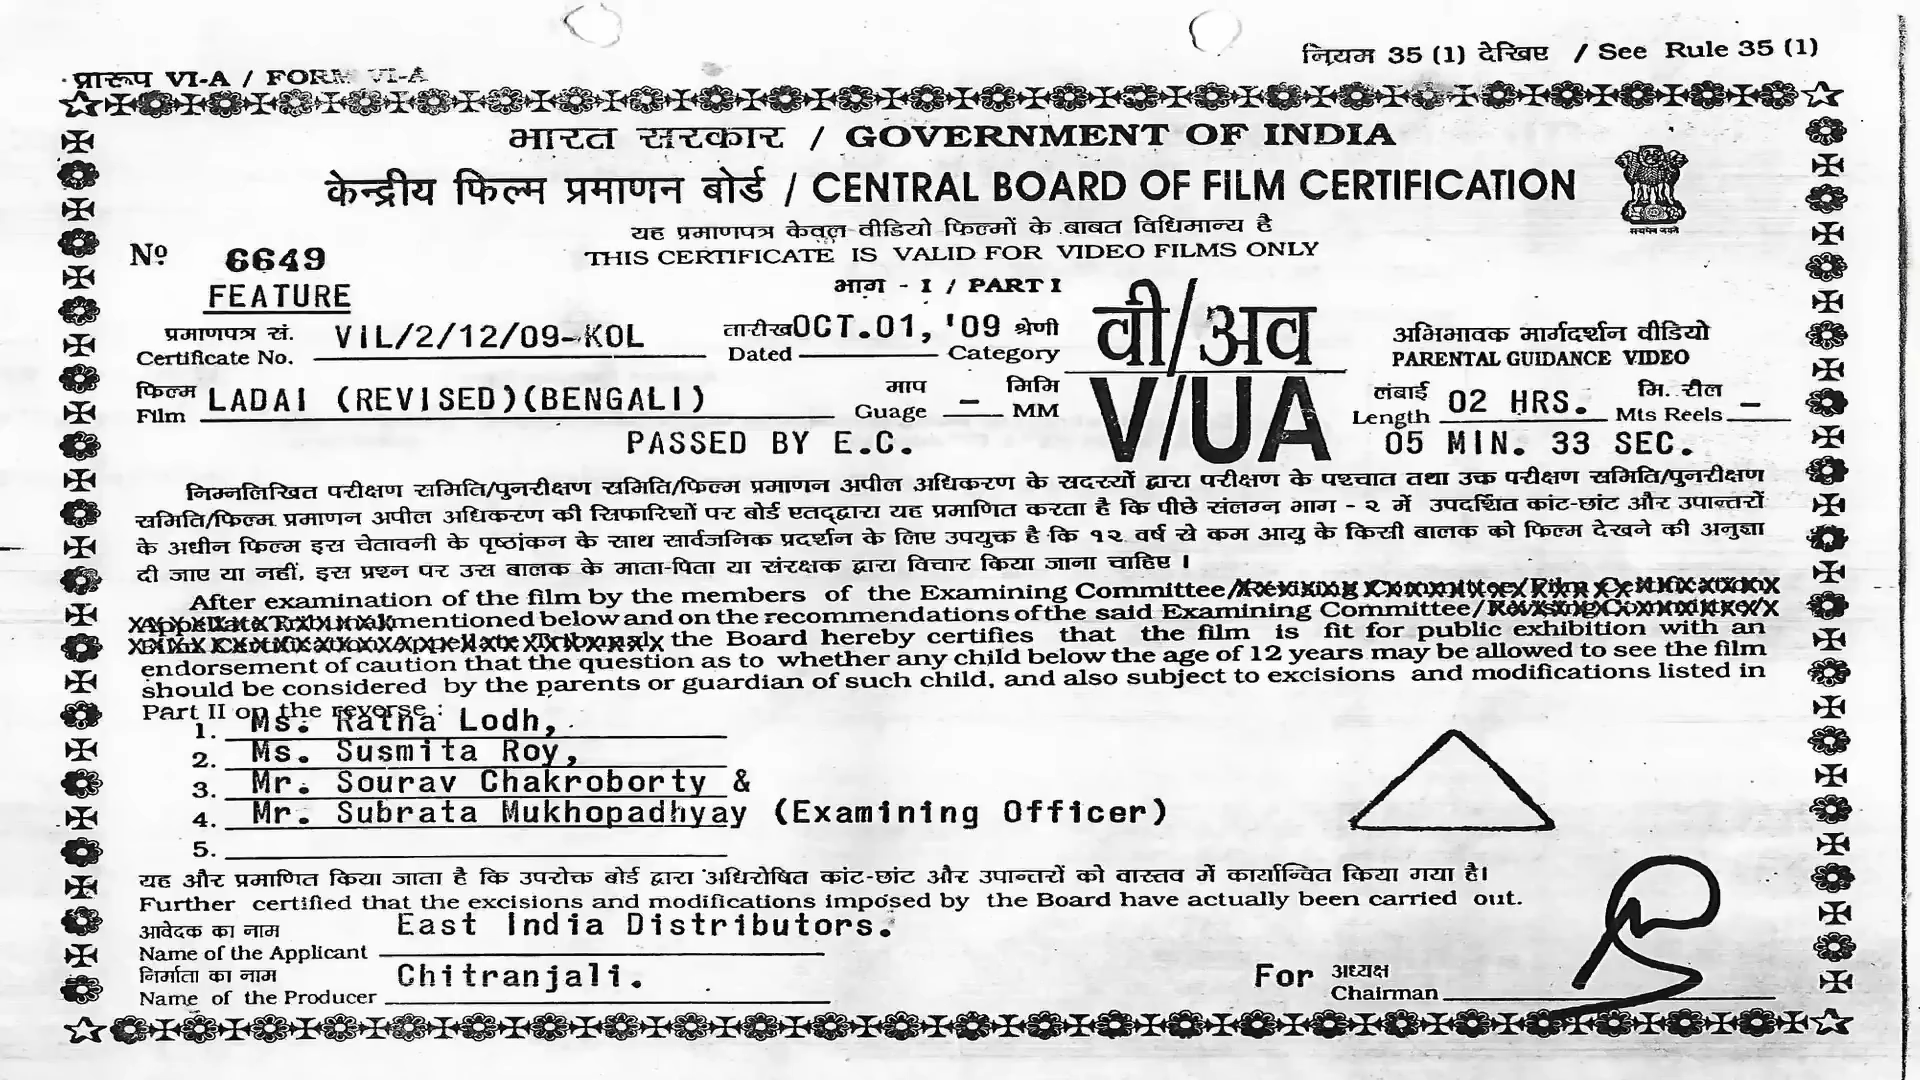 प्रारूप VI-A / FORM VI-A
नियम 35 (1) देखिए / See Rule 35 (1)
भारत सरकार / GOVERNMENT OF INDIA
केन्द्रीय फिल्म प्रमाणन बोर्ड / CENTRAL BOARD OF FILM CERTIFICATION
सत्यमेव जयते
यह प्रमाणपत्र केवल वीडियो फिल्मों के बाबत विधिमान्य है
Nº 6649 THIS CERTIFICATE IS VALID FOR VIDEO FILMS ONLY
FEATURE भाग - I / PART I
प्रमाणपत्र सं. VIL/2/12/09-KOL तारीख OCT.01, '09 श्रेणी वी/अव अभिभावक मार्गदर्शन वीडियो
Certificate No. Dated Category PARENTAL GUIDANCE VIDEO
फिल्म LADAI (REVISED)(BENGALI) माप - मिमि V/UA लंबाई 02 HRS. मि. रील -
Film Guage MM Length Mts Reels
PASSED BY E.C. 05 MIN. 33 SEC.
निम्नलिखित परीक्षण समिति/पुनरीक्षण समिति/फिल्म प्रमाणन अपील अधिकरण के सदस्यों द्वारा परीक्षण के पश्चात तथा उक्त परीक्षण समिति/पुनरीक्षण
समिति/फिल्म प्रमाणन अपील अधिकरण की सिफारिशों पर बोर्ड एतद्द्वारा यह प्रमाणित करता है कि पीछे संलग्न भाग - २ में उपदर्शित कांट-छांट और उपान्तरों
के अधीन फिल्म इस चेतावनी के पृष्ठांकन के साथ सार्वजनिक प्रदर्शन के लिए उपयुक्त है कि १२ वर्ष से कम आयु के किसी बालक को फिल्म देखने की अनुज्ञा
दी जाए या नहीं, इस प्रश्न पर उस बालक के माता-पिता या संरक्षक द्वारा विचार किया जाना चाहिए ।
After examination of the film by the members of the Examining Committee/Revising Committee/Film Certification
Appellate Tribunal mentioned below and on the recommendations of the said Examining Committee/Revising Committee/
Film Certification Appellate Tribunal, the Board hereby certifies that the film is fit for public exhibition with an
endorsement of caution that the question as to whether any child below the age of 12 years may be allowed to see the film
should be considered by the parents or guardian of such child, and also subject to excisions and modifications listed in
Part II on the reverse :
1. Ms. Ratna Lodh,
2. Ms. Susmita Roy,
3. Mr. Sourav Chakroborty &
4. Mr. Subrata Mukhopadhyay (Examining Officer)
5.
यह और प्रमाणित किया जाता है कि उपरोक्त बोर्ड द्वारा अधिरोषित कांट-छांट और उपान्तरों को वास्तव में कार्यान्वित किया गया है।
Further certified that the excisions and modifications imposed by the Board have actually been carried out.
आवेदक का नाम East India Distributors.
Name of the Applicant
निर्माता का नाम Chitranjali. For अध्यक्ष
Name of the Producer Chairman